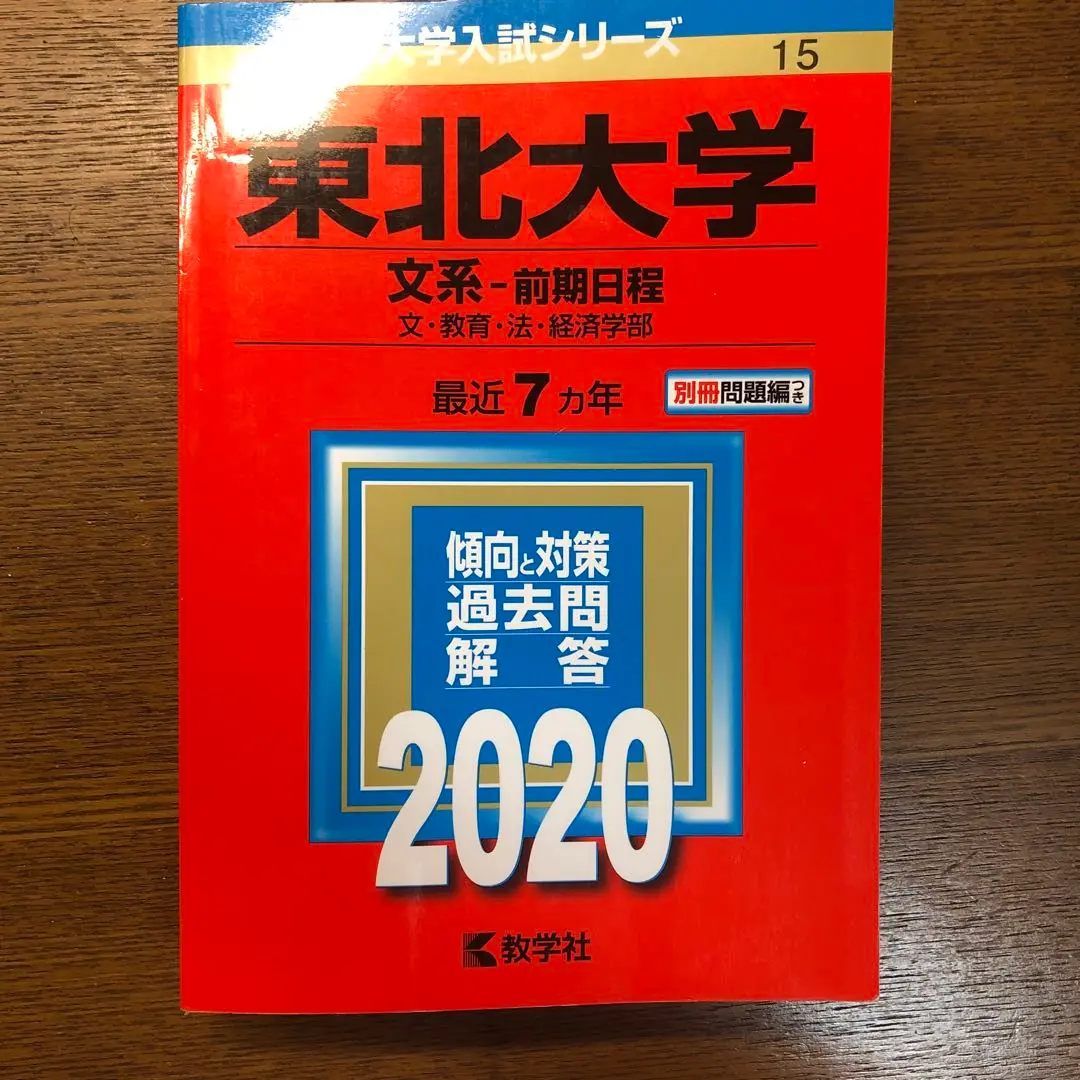 大学入試シリーズ
15
東北大学
文系-前期日程
文・教育・法・経済学部
最近7カ年
別冊問題編つき
傾向と対策
過去問
解答
2020
教学社